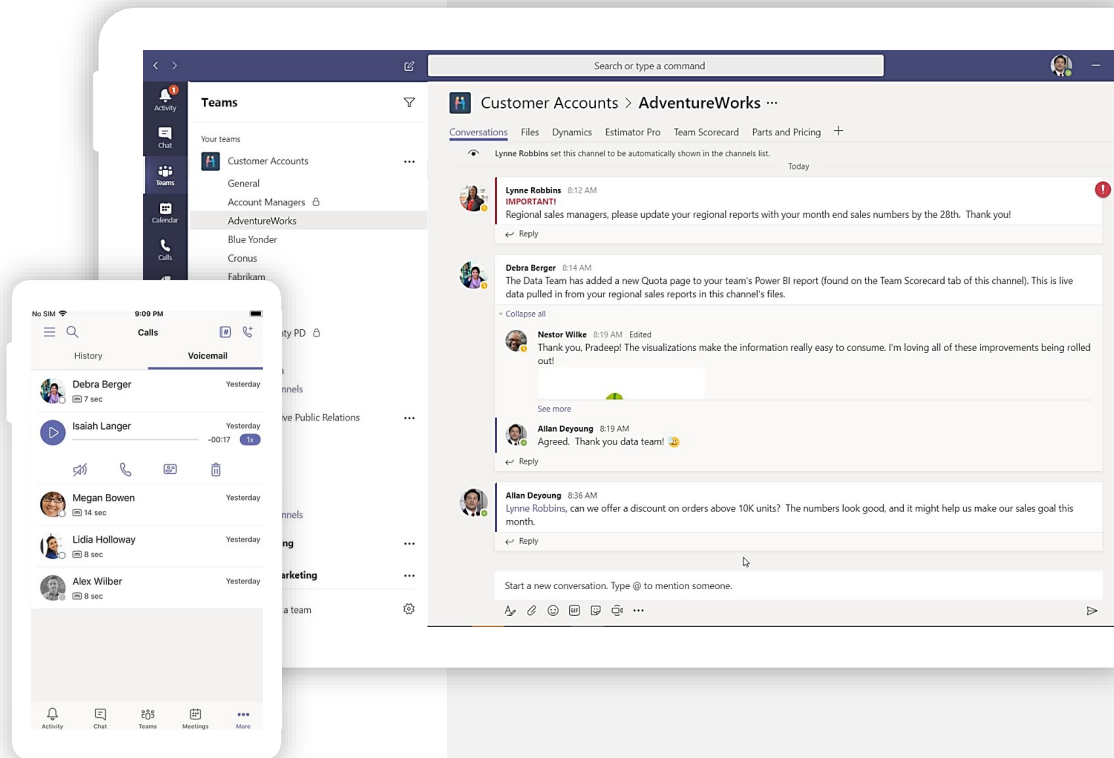 Search or type a command
1
Activity
Chat
Teams
Calendar
Calls
Teams
Your teams
Customer Accounts
General
Account Managers
AdventureWorks
Blue Yonder
Cronus
Fabrikam
ty PD
nnels
ve Public Relations
nnels
ng
arketing
a team
Customer Accounts > AdventureWorks ...
Conversations Files Dynamics Estimator Pro Team Scorecard Parts and Pricing +
Lynne Robbins set this channel to be automatically shown in the channels list.
Today
Lynne Robbins 8:12 AM
IMPORTANT!
Regional sales managers, please update your regional reports with your month end sales numbers by the 28th. Thank you!
Reply
Debra Berger 8:14 AM
The Data Team has added a new Quota page to your team's Power BI report (found on the Team Scorecard tab of this channel). This is live
data pulled in from your regional sales reports in this channel's files.
Collapse all
Nestor Wilke 8:19 AM Edited
Thank you, Pradeep! The visualizations make the information really easy to consume. I'm loving all of these improvements being rolled
out!
See more
Allan Deyoung 8:19 AM
Agreed. Thank you data team!
Reply
Allan Deyoung 8:36 AM
Lynne Robbins, can we offer a discount on orders above 10K units? The numbers look good, and it might help us make our sales goal this
month.
Reply
Start a new conversation. Type @ to mention someone.
GIF
No SIM 9:09 PM
Calls
History Voicemail
Debra Berger Yesterday
7 sec
Isaiah Langer Yesterday
-00:17 1x
Megan Bowen Yesterday
14 sec
Lidia Holloway Yesterday
8 sec
Alex Wilber Yesterday
8 sec
Activity Chat Teams Meetings More